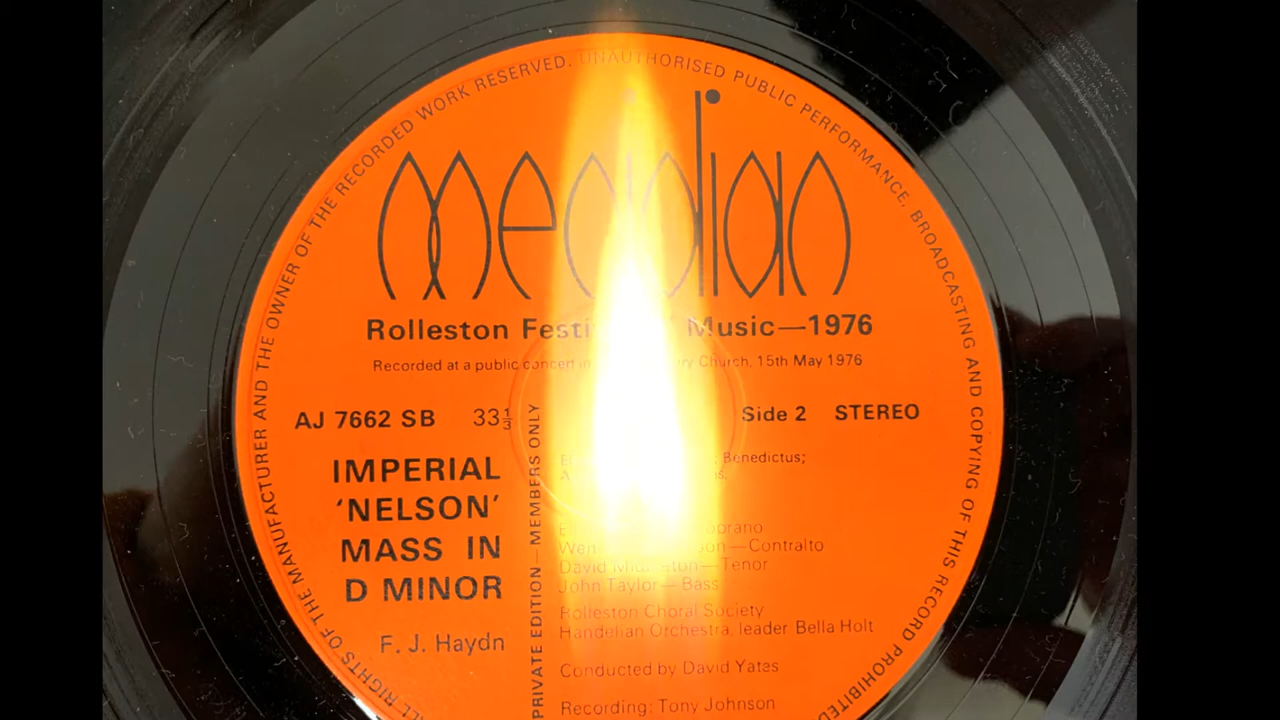 ALL RIGHTS OF THE MANUFACTURER AND THE OWNER OF THE RECORDED WORK RESERVED. UNAUTHORISED PUBLIC PERFORMANCE, BROADCASTING AND COPYING OF THIS RECORD PROHIBITED
meridian
Rolleston Music—1976
Recorded at a public concert in Church, 15th May 1976
AJ 7662 SB 33⅓ Side 2 STEREO
IMPERIAL
‘NELSON’
MASS IN
D MINOR
F. J. Haydn
PRIVATE EDITION — MEMBERS ONLY
Benedictus;
Contralto
David — Tenor
John Taylor — Bass
Rolleston Choral Society
Handelian Orchestra, leader Bella Holt
Conducted by David Yates
Recording: Tony Johnson